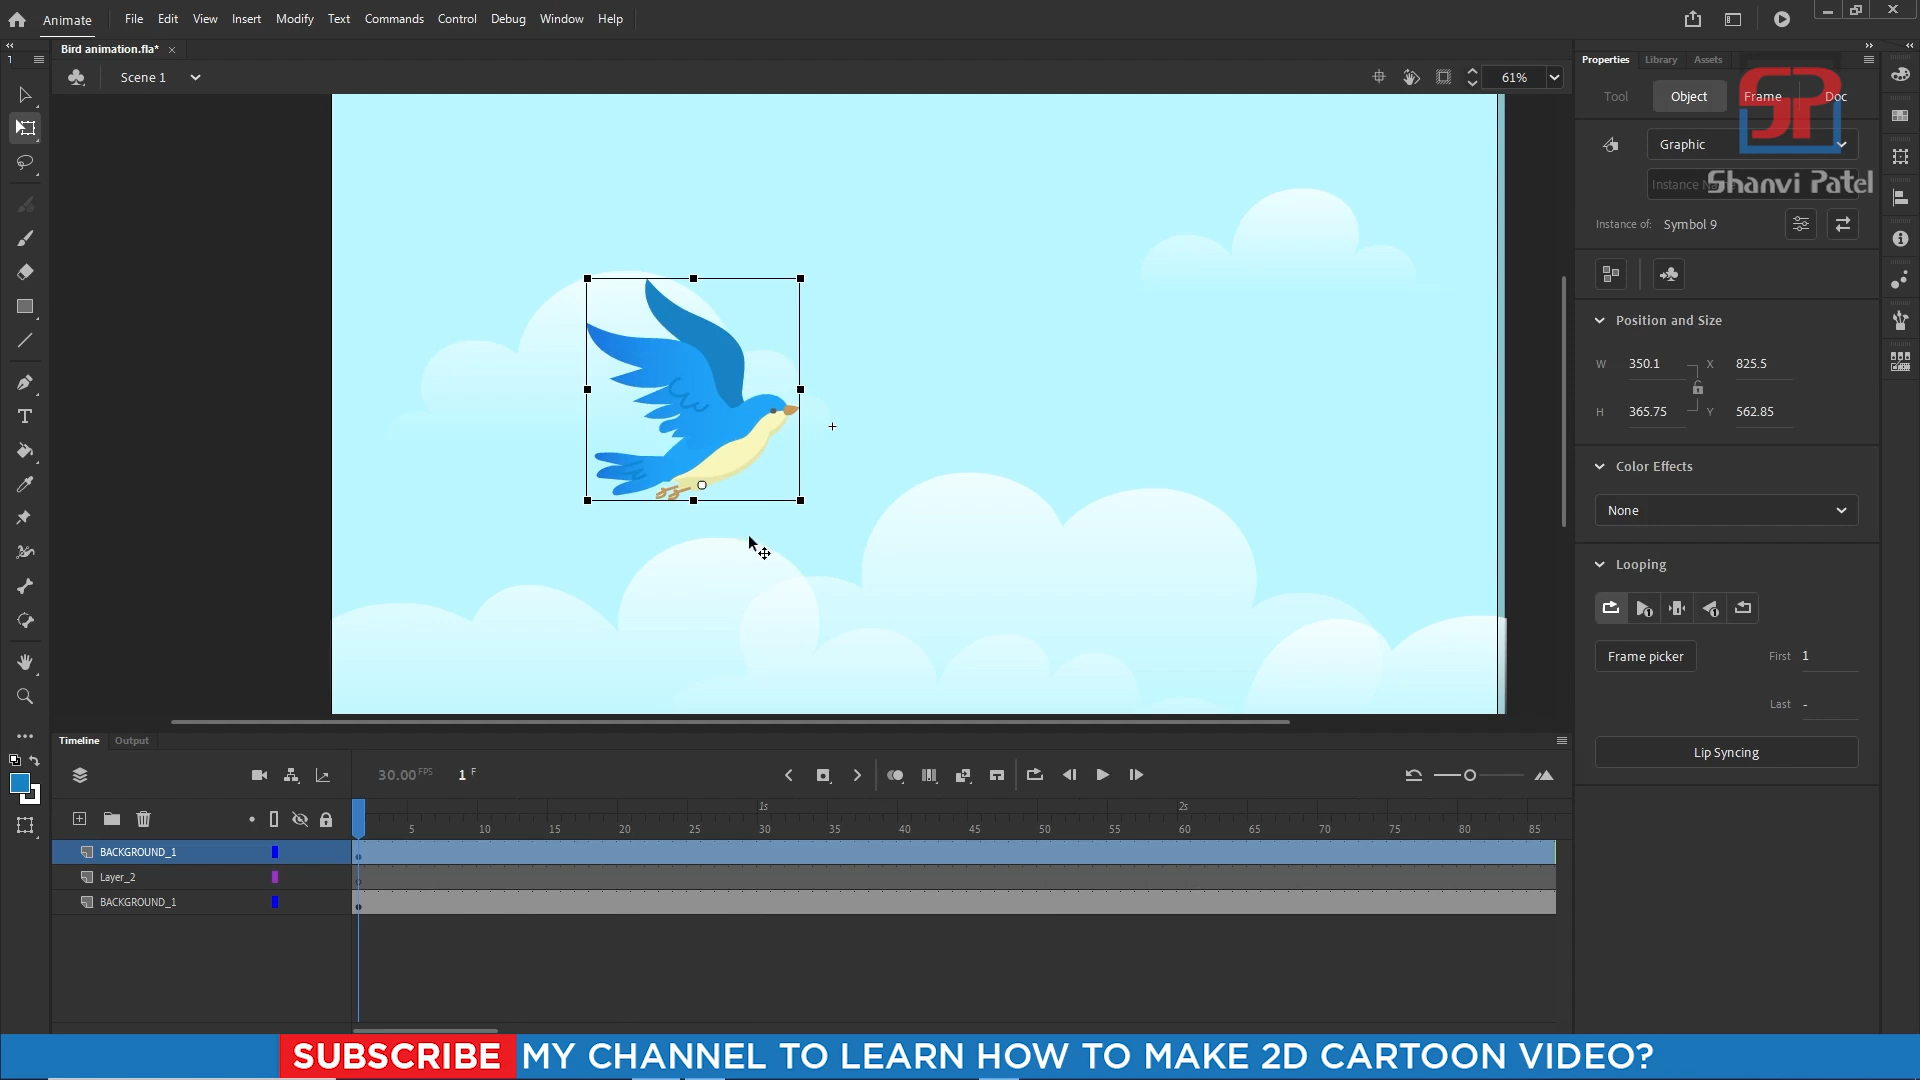 Animate File Edit View Insert Modify Text Commands Control Debug Window Help
Bird animation.fla*
Scene 1
61%
Properties Library Assets
Tool Object Frame Doc
SP
Graphic
Shanvi Patel
Instance of: Symbol 9
Position and Size
W 350.1 X 825.5
H 365.75 Y 562.85
Color Effects
None
Looping
Frame picker First 1
Last -
Lip Syncing
Timeline Output
30.00 FPS 1 F
1s 2s
5 10 15 20 25 30 35 40 45 50 55 60 65 70 75 80 85
BACKGROUND_1
Layer_2
BACKGROUND_1
SUBSCRIBE MY CHANNEL TO LEARN HOW TO MAKE 2D CARTOON VIDEO?